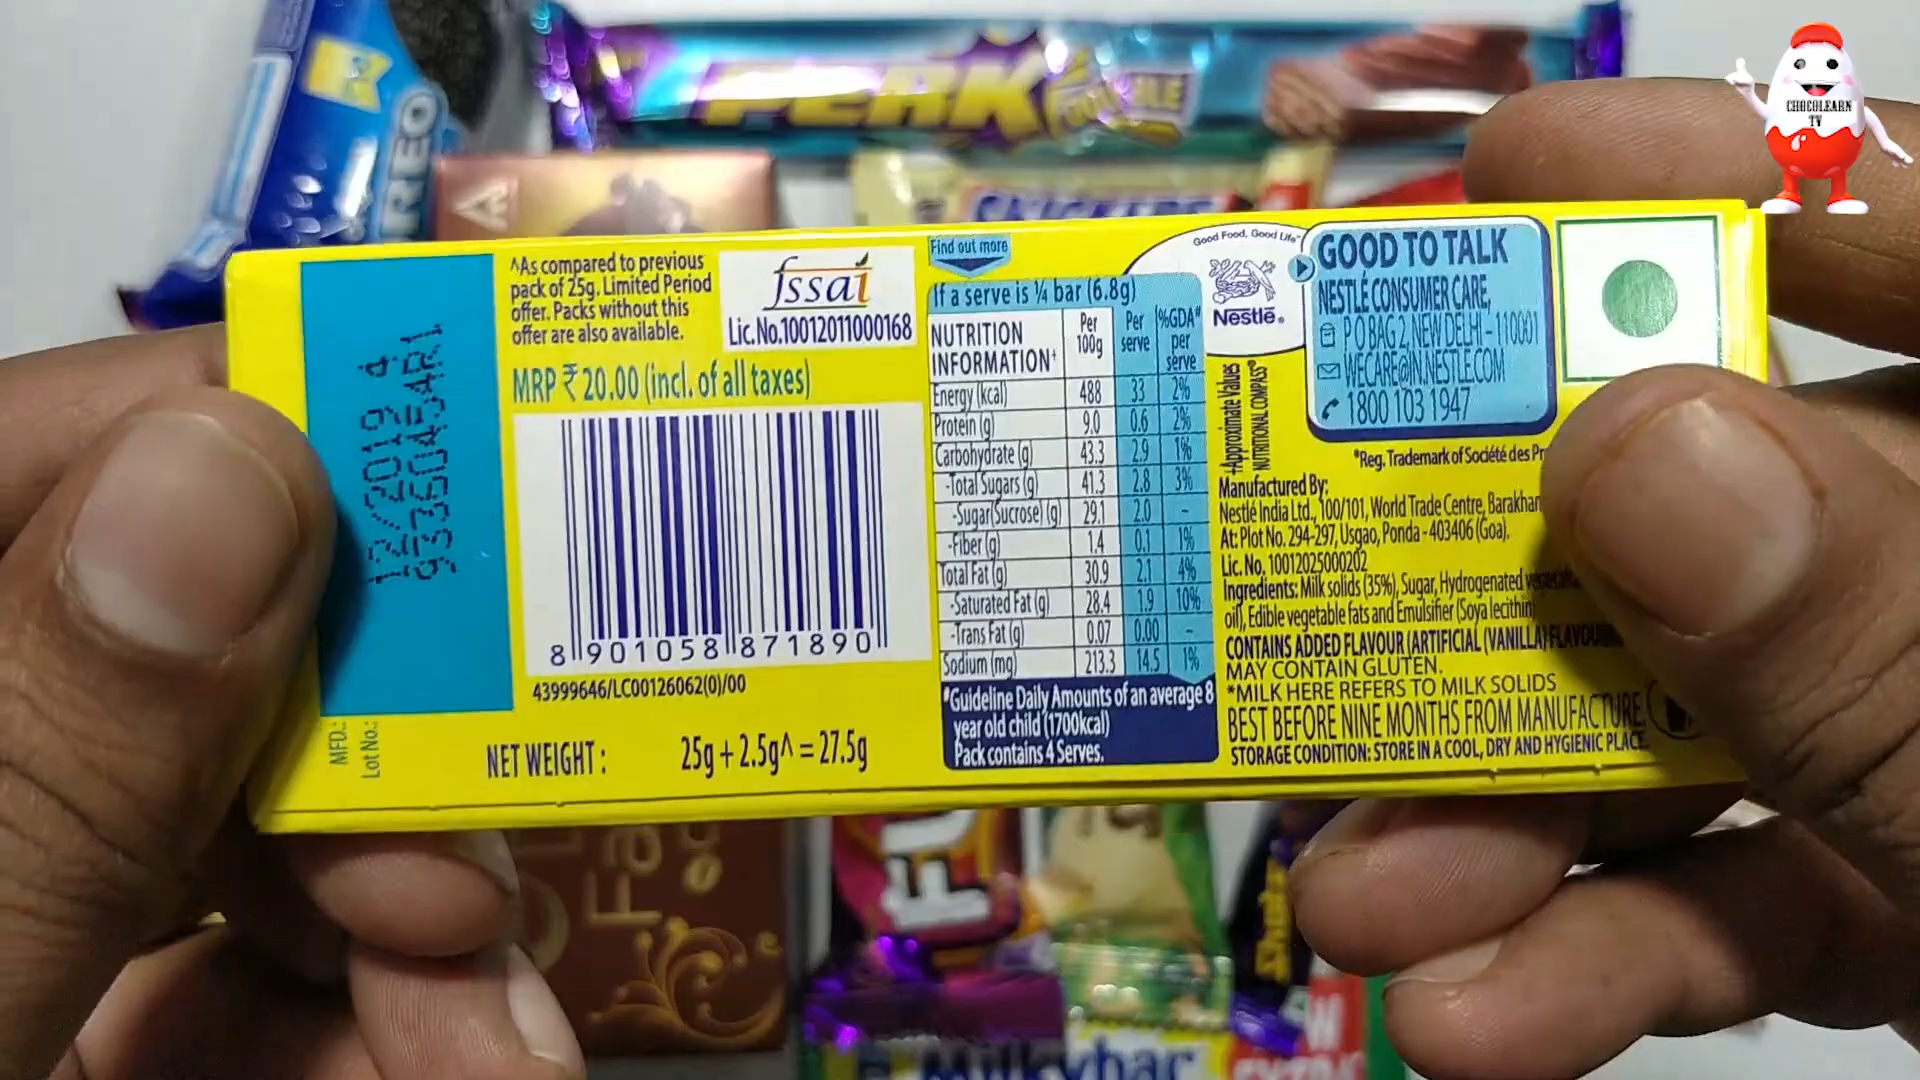 OREO
PERK
DOUBLE
SNICKERS
CHOCOLEARN
TV
12/2019 4
MFD.:
Lot No.:
^As compared to previous
pack of 25g. Limited Period
offer. Packs without this
offer are also available.
fssai
Lic.No.10012011000168
MRP ₹ 20.00 (incl. of all taxes)
8 901058 871890
43999646/LC00126062(0)/00
NET WEIGHT : 25g + 2.5g^ = 27.5g
Find out more
If a serve is ¼ bar (6.8g)
NUTRITION INFORMATION+ Per 100g Per serve %GDA# per serve
Energy (kcal) 488 33 2%
Protein (g) 9.0 0.6 2%
Carbohydrate (g) 43.3 2.9 1%
-Total Sugars (g) 41.3 2.8 3%
-Sugar(Sucrose) (g) 29.1 2.0 -
-Fiber (g) 1.4 0.1 1%
Total Fat (g) 30.9 2.1 4%
-Saturated Fat (g) 28.4 1.9 10%
-Trans Fat (g) 0.07 0.00 -
Sodium (mg) 213.3 14.5 1%
#Guideline Daily Amounts of an average 8
year old child (1700kcal)
Pack contains 4 Serves.
+Approximate Values
NUTRITIONAL COMPASS®
Good Food, Good Life
Nestlé®
GOOD TO TALK
NESTLÉ CONSUMER CARE,
P O BAG 2, NEW DELHI - 110001
WECARE@IN.NESTLE.COM
1800 103 1947
*Reg. Trademark of Société des
Manufactured By:
Nestlé India Ltd., 100/101, World Trade Centre,
At: Plot No. 294-297, Usgao, Ponda - 403406 (Goa).
Lic. No. 10012025000202
Ingredients: Milk solids (35%), Sugar, Hydrogenated
oil), Edible vegetable fats and Emulsifier (Soya lecithin)
CONTAINS ADDED FLAVOUR (ARTIFICIAL (VANILLA)
MAY CONTAIN GLUTEN.
*MILK HERE REFERS TO MILK SOLIDS
BEST BEFORE NINE MONTHS FROM MANUFACTURE.
STORAGE CONDITION: STORE IN A COOL, DRY AND HYGIENIC PLACE.
Fa
FU
Milkybar
EXTRA